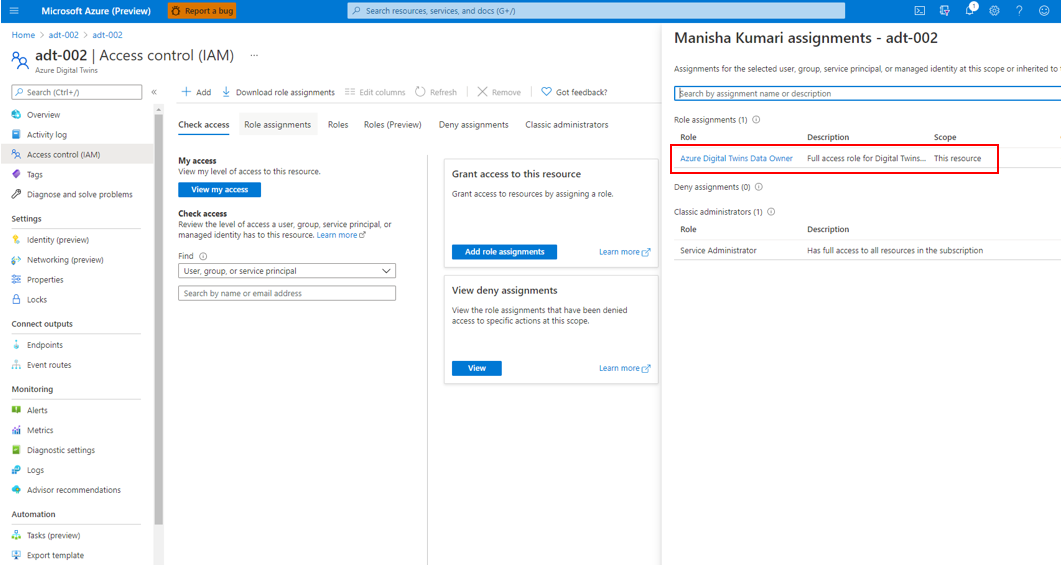 Microsoft Azure (Preview)
Report a bug
Search resources, services, and docs (G+/)
1
Home > adt-002 > adt-002
adt-002 | Access control (IAM) ...
Azure Digital Twins
Search (Ctrl+/)
«
Overview
Activity log
Access control (IAM)
Tags
Diagnose and solve problems
Settings
Identity (preview)
Networking (preview)
Properties
Locks
Connect outputs
Endpoints
Event routes
Monitoring
Alerts
Metrics
Diagnostic settings
Logs
Advisor recommendations
Automation
Tasks (preview)
Export template
Add
Download role assignments
Edit columns
Refresh
Remove
Got feedback?
Check access
Role assignments
Roles
Roles (Preview)
Deny assignments
Classic administrators
My access
View my level of access to this resource.
View my access
Check access
Review the level of access a user, group, service principal, or
managed identity has to this resource. Learn more
Find
User, group, or service principal
Search by name or email address
Grant access to this resource
Grant access to resources by assigning a role.
Add role assignments
Learn more
View deny assignments
View the role assignments that have been denied
access to specific actions at this scope.
View
Learn more
Manisha Kumari assignments - adt-002
Assignments for the selected user, group, service principal, or managed identity at this scope or inherited to
Search by assignment name or description
Role assignments (1)
Role Description Scope
Azure Digital Twins Data Owner Full access role for Digital Twins... This resource
Deny assignments (0)
Classic administrators (1)
Role Description
Service Administrator Has full access to all resources in the subscription